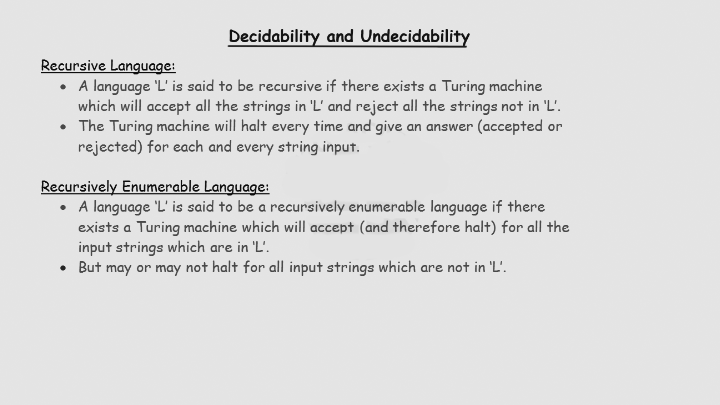 Decidability and Undecidability
Recursive Language:
• A language ‘L’ is said to be recursive if there exists a Turing machine
which will accept all the strings in ‘L’ and reject all the strings not in ‘L’.
• The Turing machine will halt every time and give an answer (accepted or
rejected) for each and every string input.
Recursively Enumerable Language:
• A language ‘L’ is said to be a recursively enumerable language if there
exists a Turing machine which will accept (and therefore halt) for all the
input strings which are in ‘L’.
• But may or may not halt for all input strings which are not in ‘L’.